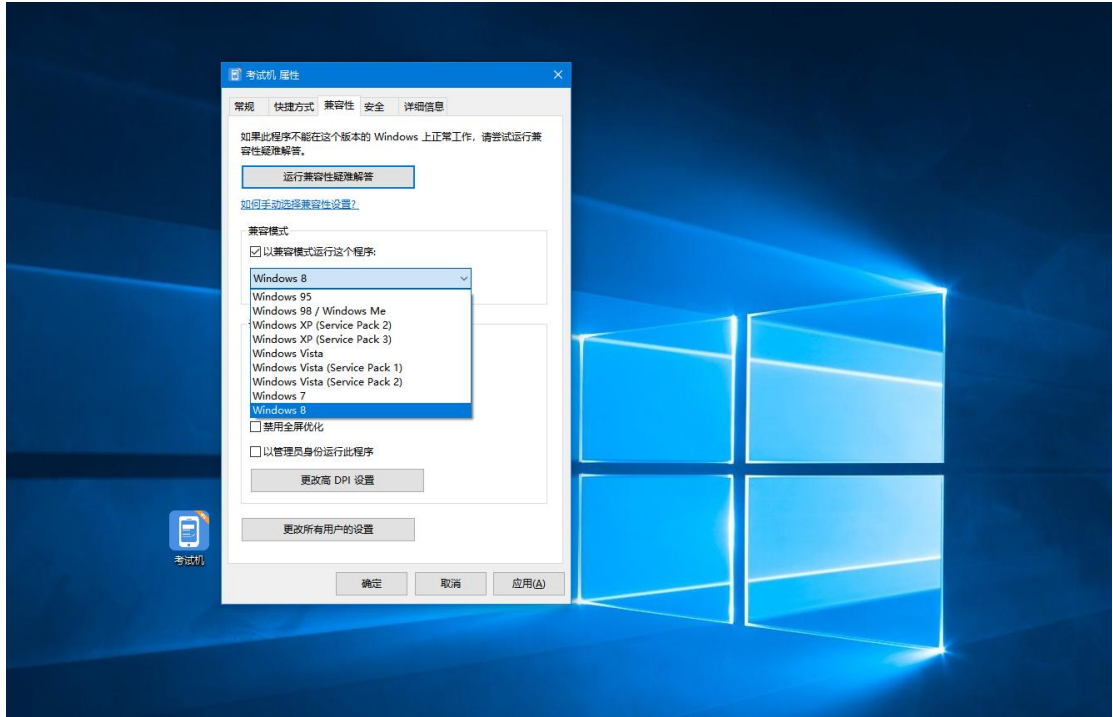 考试机 属性
常规 快捷方式 兼容性 安全 详细信息
如果此程序不能在这个版本的 Windows 上正常工作，请尝试运行兼
容性疑难解答。
运行兼容性疑难解答
如何手动选择兼容性设置?
兼容模式
以兼容模式运行这个程序:
Windows 8
Windows 95
Windows 98 / Windows Me
Windows XP (Service Pack 2)
Windows XP (Service Pack 3)
Windows Vista
Windows Vista (Service Pack 1)
Windows Vista (Service Pack 2)
Windows 7
Windows 8
禁用全屏优化
以管理员身份运行此程序
更改高 DPI 设置
更改所有用户的设置
确定 取消 应用(A)
考试机